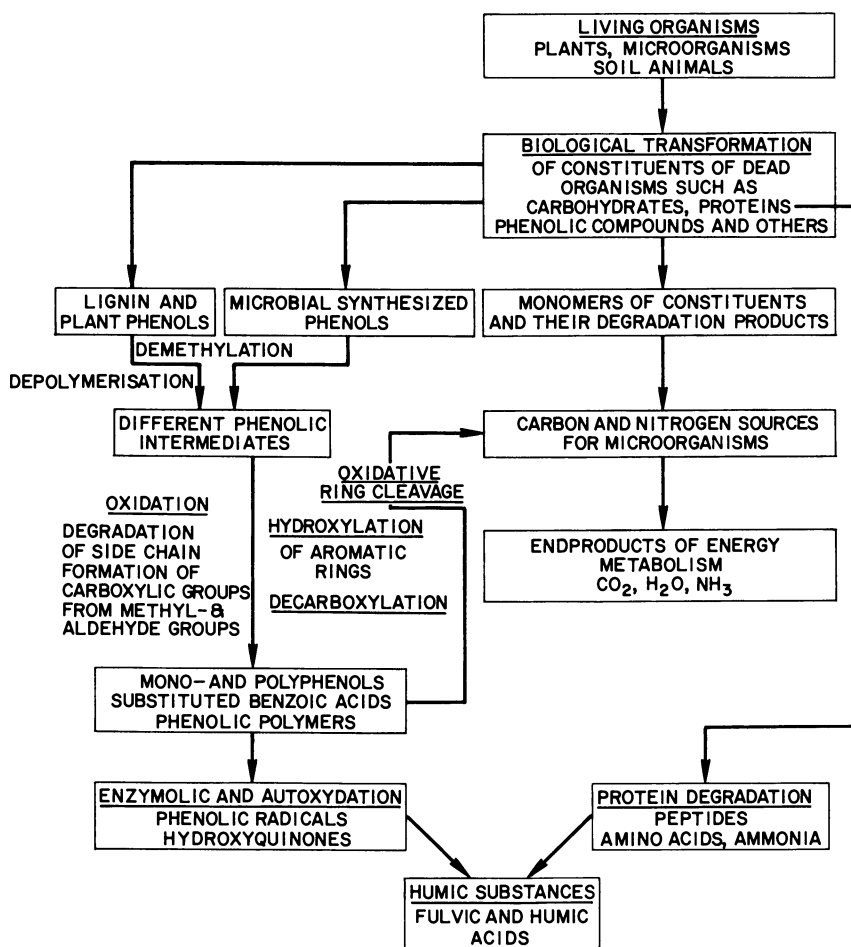 LIVING ORGANISMS
PLANTS, MICROORGANISMS
SOIL ANIMALS
BIOLOGICAL TRANSFORMATION
OF CONSTITUENTS OF DEAD
ORGANISMS SUCH AS
CARBOHYDRATES, PROTEINS
PHENOLIC COMPOUNDS AND OTHERS
LIGNIN AND
PLANT PHENOLS
MICROBIAL SYNTHESIZED
PHENOLS
MONOMERS OF CONSTITUENTS
AND THEIR DEGRADATION PRODUCTS
DEMETHYLATION
DEPOLYMERISATION
DIFFERENT PHENOLIC
INTERMEDIATES
CARBON AND NITROGEN SOURCES
FOR MICROORGANISMS
OXIDATIVE
RING CLEAVAGE
OXIDATION
DEGRADATION
OF SIDE CHAIN
FORMATION OF
CARBOXYLIC GROUPS
FROM METHYL-&
ALDEHYDE GROUPS
HYDROXYLATION
OF AROMATIC
RINGS
DECARBOXYLATION
ENDPRODUCTS OF ENERGY
METABOLISM
CO₂, H₂O, NH₃
MONO-AND POLYPHENOLS
SUBSTITUTED BENZOIC ACIDS
PHENOLIC POLYMERS
ENZYMOLIC AND AUTOXYDATION
PHENOLIC RADICALS
HYDROXYQUINONES
PROTEIN DEGRADATION
PEPTIDES
AMINO ACIDS, AMMONIA
HUMIC SUBSTANCES
FULVIC AND HUMIC
ACIDS